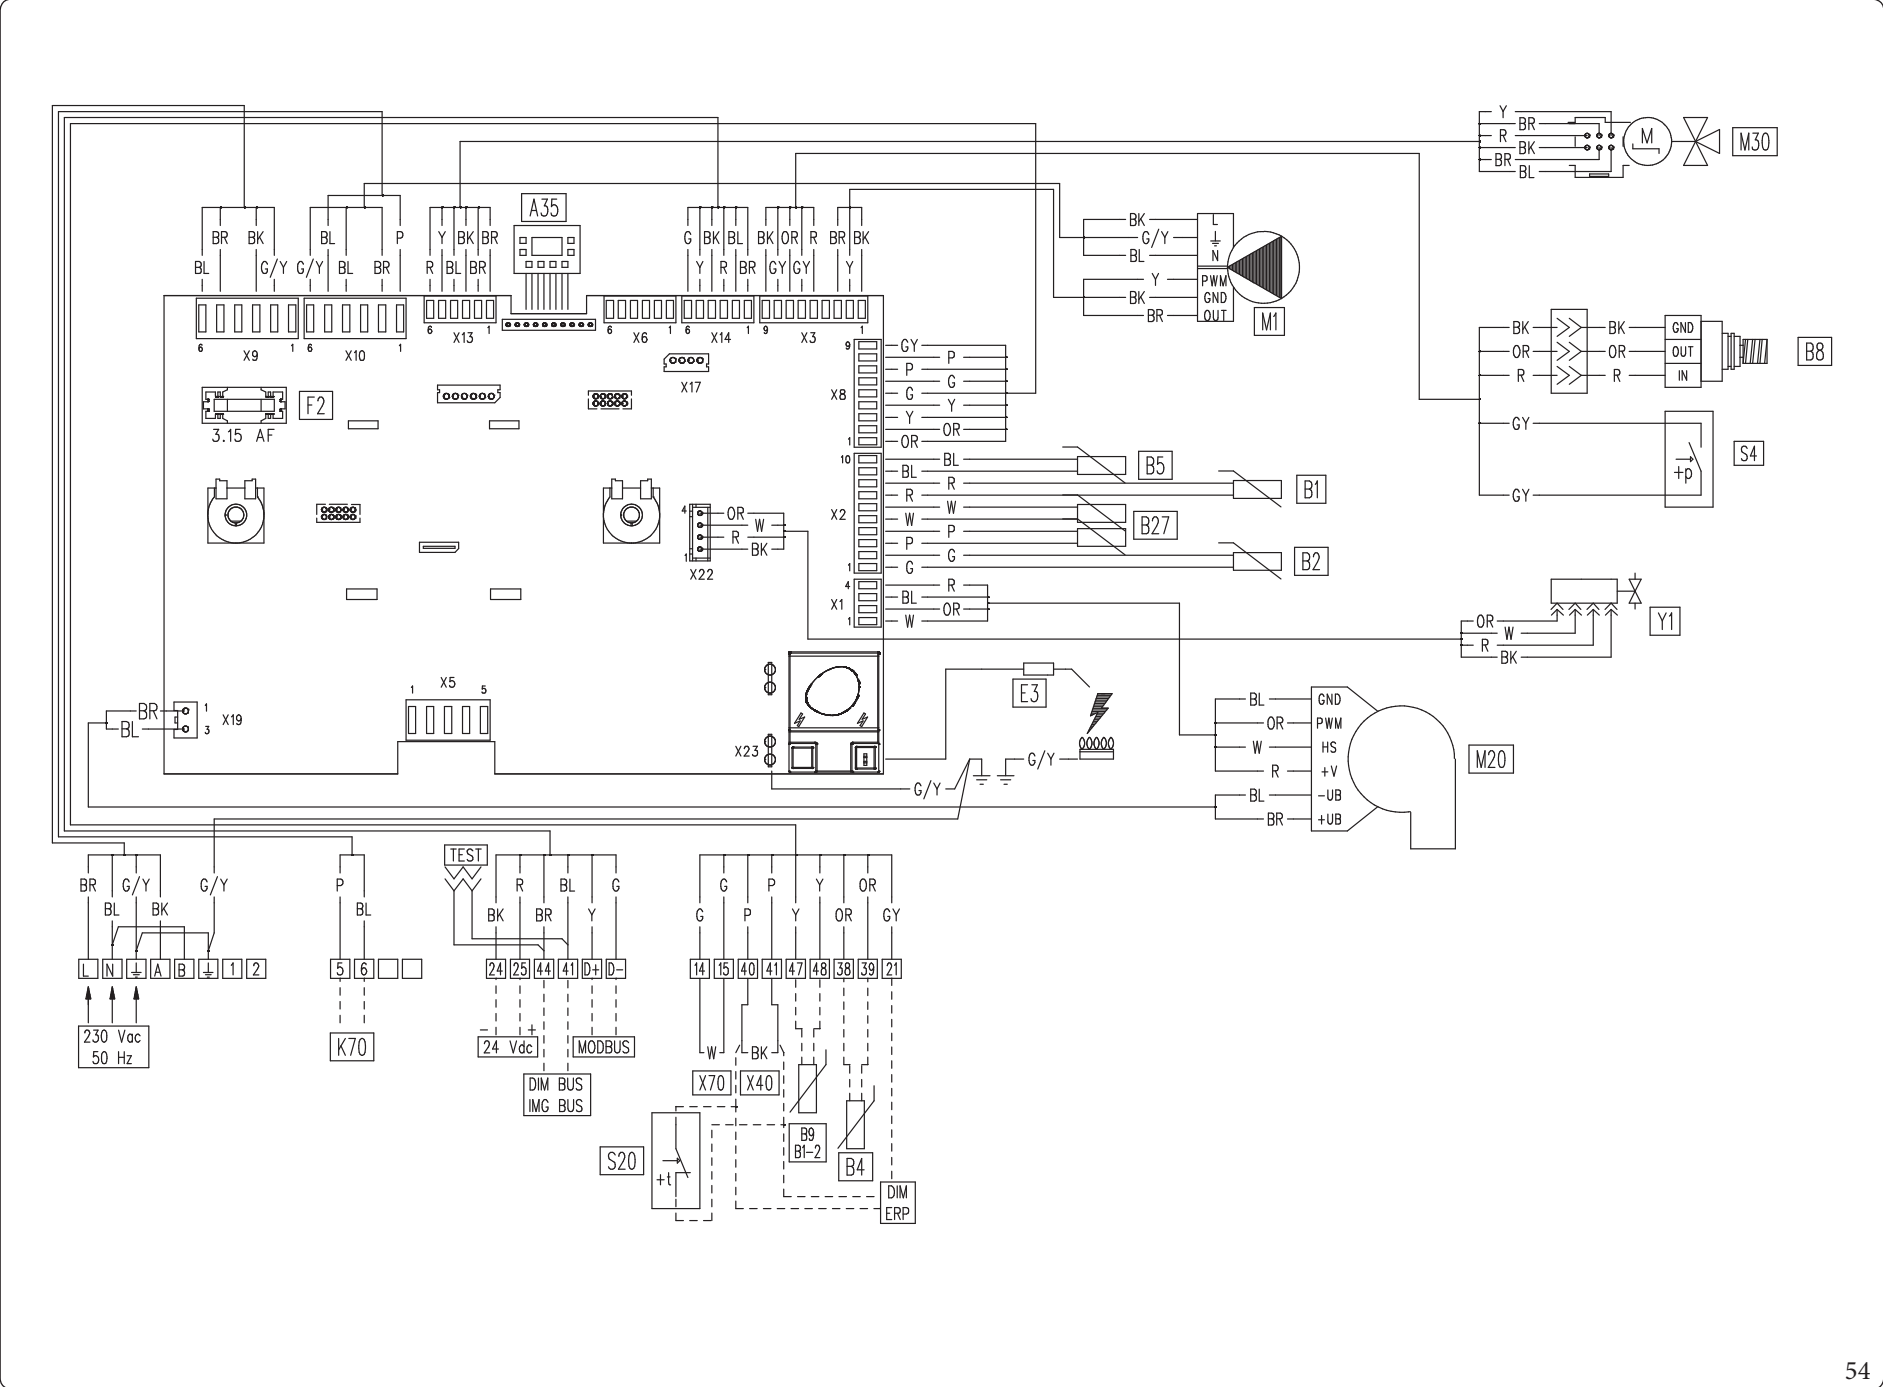 Y
BR
R
BK
BR
BL
M
M30
A35
BR BK BL P Y BK BR G BK BL BK OR R BR BK
BL G/Y G/Y BL BR R BL BR Y R BR GY GY Y
BK L
G/Y
BL N
Y PWM
BK GND
BR OUT
M1
6 1 6 1 6 1 6 1 6 1 9 1
X9 X10 X13 X6 X14 X3
X17
F2
3.15 AF
BK BK GND
OR OR OUT
R R IN
B8
GY
+p
S4
GY
9 GY
P
P
G
X8 G
Y
Y
OR
1 OR
10 BL
BL
B5
R
R
B1
X2
W
W
B27
P
P
G
1 G
B2
4 R
BL
X1 OR
1 W
4 OR
W
R
1 BK
X22
OR
W
R
BK
Y1
E3
X5
1 5
BR 1
BL 3
X19
X23
G/Y
G/Y
BL GND
OR PWM
W HS
R +V
BL -UB
BR +UB
M20
BR G/Y G/Y
BL BK
L N A B 1 2
230 Vac
50 Hz
P
BL
5 6
K70
TEST
R BL G
BK BR Y
24 25 44 41 D+ D-
- +
24 Vdc
MODBUS
DIM BUS
IMG BUS
G P Y OR
G P Y OR GY
14 15 40 41 47 48 38 39 21
W BK
X70 X40
B9
B1-2
B4
S20
+t
DIM
ERP
54